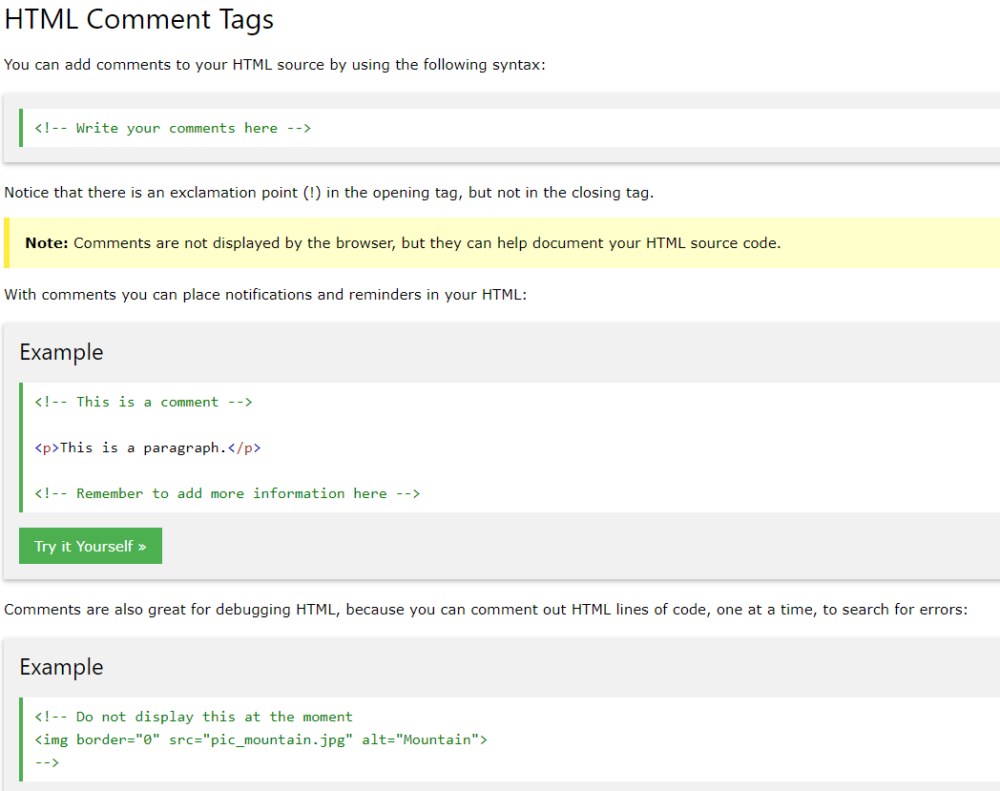 HTML Comment Tags
You can add comments to your HTML source by using the following syntax:
<!-- Write your comments here -->
Notice that there is an exclamation point (!) in the opening tag, but not in the closing tag.
Note: Comments are not displayed by the browser, but they can help document your HTML source code.
With comments you can place notifications and reminders in your HTML:
Example
<!-- This is a comment -->
<p>This is a paragraph.</p>
<!-- Remember to add more information here -->
Try it Yourself »
Comments are also great for debugging HTML, because you can comment out HTML lines of code, one at a time, to search for errors:
Example
<!-- Do not display this at the moment
<img border="0" src="pic_mountain.jpg" alt="Mountain">
-->